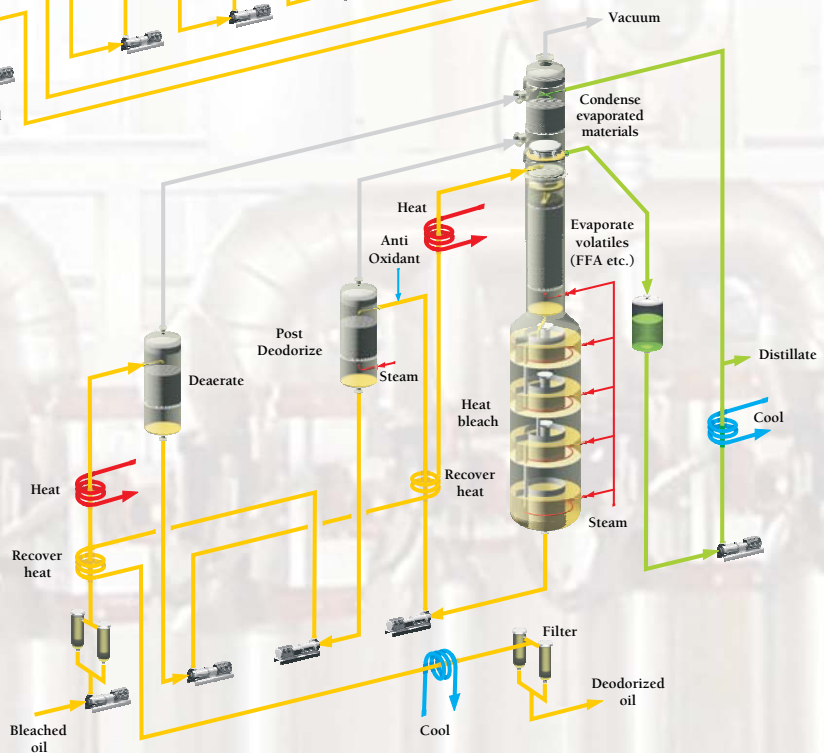 Vacuum
Condense
evaporated
materials
Heat
Anti
Oxidant
Evaporate
volatiles
(FFA etc.)
Post
Deodorize
Steam
Deaerate
Distillate
Heat
bleach
Cool
Heat
Recover
heat
Steam
Recover
heat
Filter
Deodorized
oil
Bleached
oil
Cool